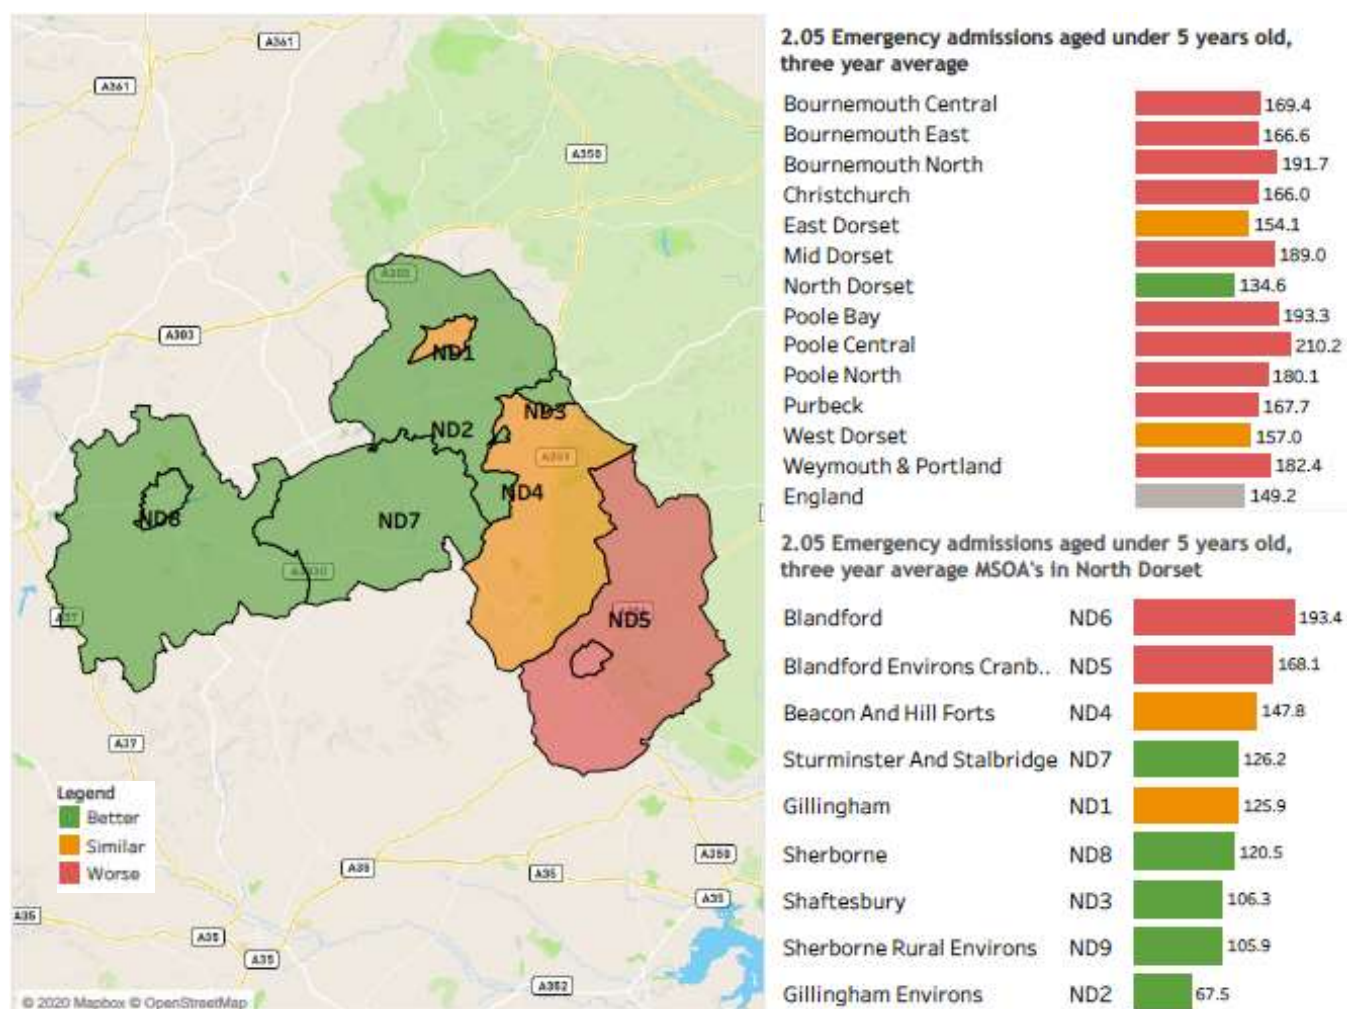 A361
A361
A350
A303
A303
ND1
ND3
ND2
ND4
ND8
ND7
ND5
A37
A37
Legend
Better
Similar
Worse
A35
A350
A35
A35
A35
A35
A35
A352
© 2020 Mapbox © OpenStreetMap
2.05 Emergency admissions aged under 5 years old,
three year average
Bournemouth Central 169.4
Bournemouth East 166.6
Bournemouth North 191.7
Christchurch 166.0
East Dorset 154.1
Mid Dorset 189.0
North Dorset 134.6
Poole Bay 193.3
Poole Central 210.2
Poole North 180.1
Purbeck 167.7
West Dorset 157.0
Weymouth & Portland 182.4
England 149.2
2.05 Emergency admissions aged under 5 years old,
three year average MSOA's in North Dorset
Blandford ND6 193.4
Blandford Environs Cranb.. ND5 168.1
Beacon And Hill Forts ND4 147.8
Sturminster And Stalbridge ND7 126.2
Gillingham ND1 125.9
Sherborne ND8 120.5
Shaftesbury ND3 106.3
Sherborne Rural Environs ND9 105.9
Gillingham Environs ND2 67.5